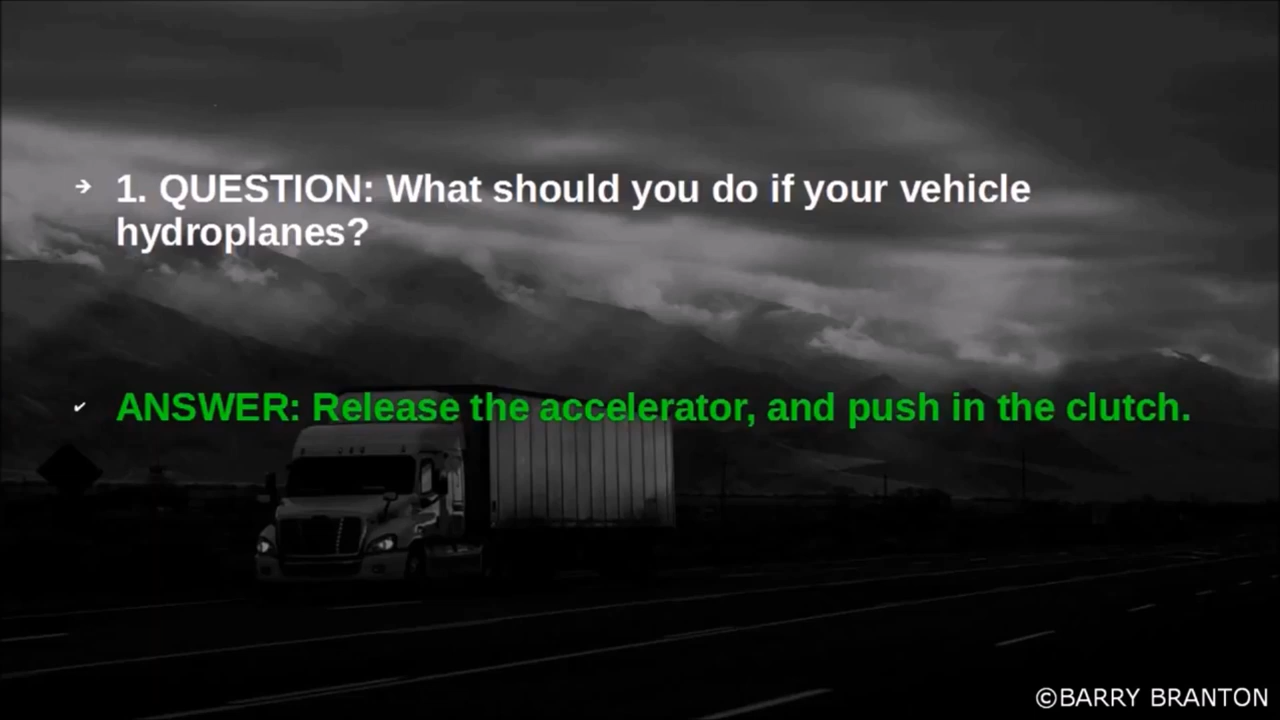 1. QUESTION: What should you do if your vehicle
hydroplanes?
ANSWER: Release the accelerator, and push in the clutch.
©BARRY BRANTON